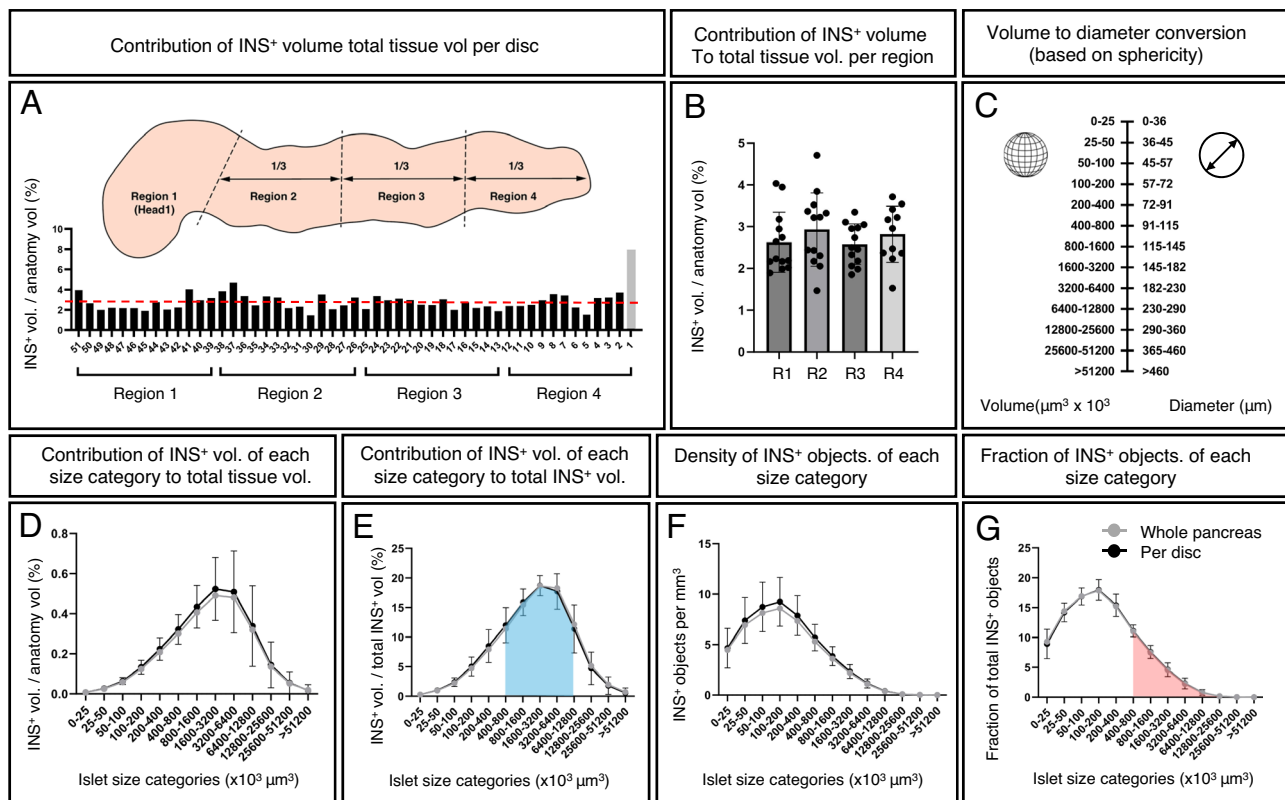 Contribution of INS⁺ volume total tissue vol per disc
Contribution of INS⁺ volume
To total tissue vol. per region
Volume to diameter conversion
(based on sphericity)
A
1/3
1/3
1/3
Region 1
(Head1)
Region 2
Region 3
Region 4
INS⁺ vol. / anatomy vol (%)
10
8
6
4
2
0
51 50 49 48 47 46 45 44 43 42 41 40 39 38 37 36 35 34 33 32 31 30 29 28 27 26 25 24 23 22 21 20 19 18 17 16 15 14 13 12 11 10 9 8 7 6 5 4 3 2 1
Region 1
Region 2
Region 3
Region 4
B
INS⁺ vol. / anatomy vol (%)
5
4
3
2
1
0
R1 R2 R3 R4
C
0-25 0-36
25-50 36-45
50-100 45-57
100-200 57-72
200-400 72-91
400-800 91-115
800-1600 115-145
1600-3200 145-182
3200-6400 182-230
6400-12800 230-290
12800-25600 290-360
25600-51200 365-460
>51200 >460
Volume(µm³ x 10³ Diameter (µm)
Contribution of INS⁺ vol. of each
size category to total tissue vol.
Contribution of INS⁺ vol. of each
size category to total INS⁺ vol.
Density of INS⁺ objects. of each
size category
Fraction of INS⁺ objects. of each
size category
D
INS⁺ vol. / anatomy vol (%)
0.8
0.6
0.4
0.2
0.0
0-25 25-50 50-100 100-200 200-400 400-800 800-1600 1600-3200 3200-6400 6400-12800 12800-25600 25600-51200 >51200
Islet size categories (x10³ µm³)
E
INS⁺ vol. / total INS⁺ vol. (%)
25
20
15
10
5
0
0-25 25-50 50-100 100-200 200-400 400-800 800-1600 1600-3200 3200-6400 6400-12800 12800-25600 25600-51200 >51200
Islet size categories (x10³ µm³)
F
INS⁺ objects per mm³
15
10
5
0
0-25 25-50 50-100 100-200 200-400 400-800 800-1600 1600-3200 3200-6400 6400-12800 12800-25600 25600-51200 >51200
Islet size categories (x10³ µm³)
G
Whole pancreas
Per disc
Fraction of total INS⁺ objects
25
20
15
10
5
0
0-25 25-50 50-100 100-200 200-400 400-800 800-1600 1600-3200 3200-6400 6400-12800 12800-25600 25600-51200 >51200
Islet size categories (x10³ µm³)